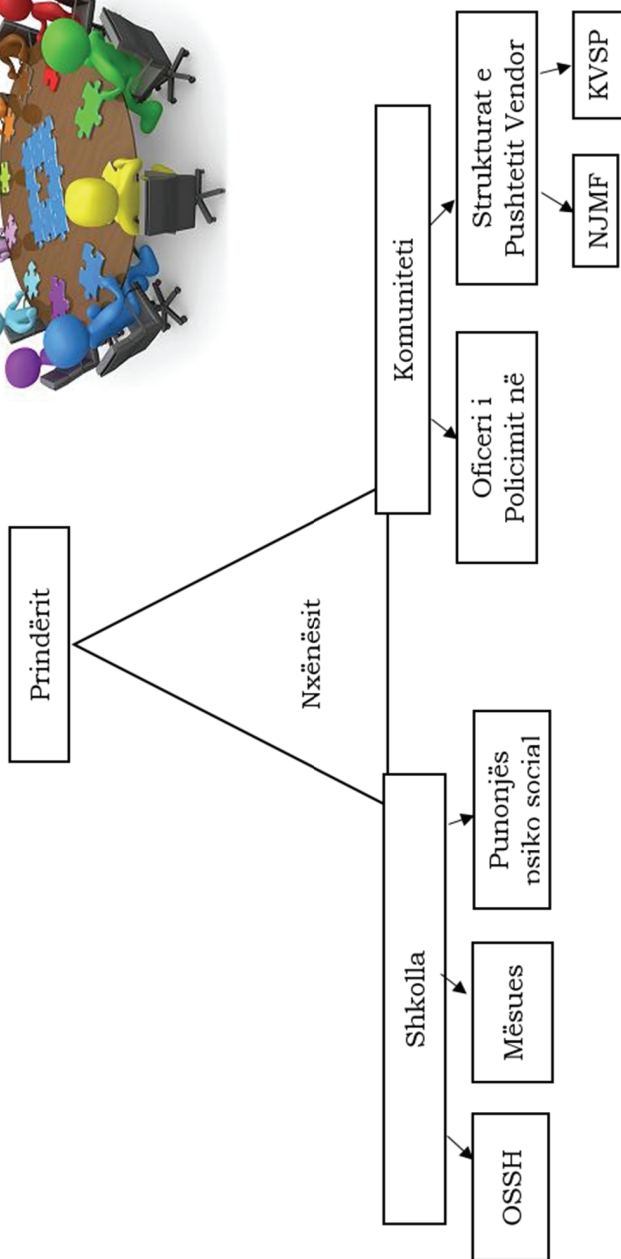 Prindërit
Nxënësit
Shkolla
Komuniteti
OSSH
Mësues
Punonjës
psiko social
Oficeri i
Policimit në
Strukturat e
Pushtetit Vendor
NJMF
KVSP